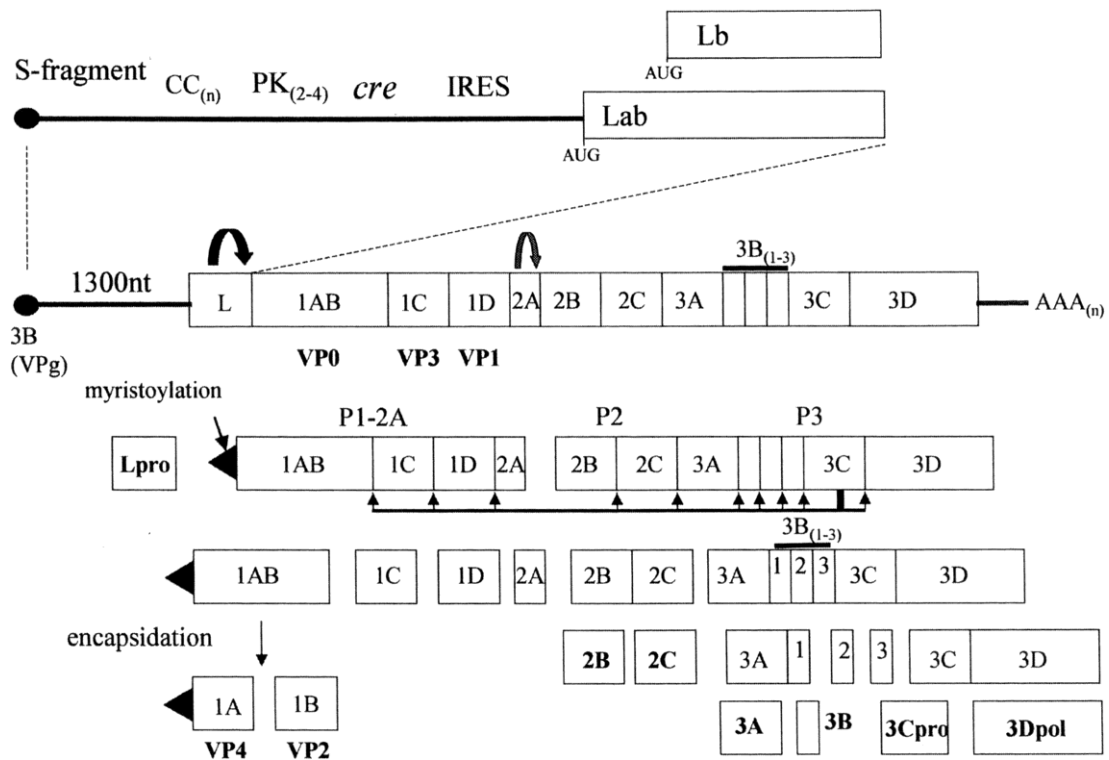 Lb
AUG
S-fragment CC(n) PK(2-4) cre IRES
Lab
AUG
3B(1-3)
1300nt
L 1AB 1C 1D 2A 2B 2C 3A 3C 3D
AAA(n)
3B
(VPg)
VP0 VP3 VP1
myristoylation
P1-2A P2 P3
Lpro 1AB 1C 1D 2A 2B 2C 3A 3C 3D
3B(1-3)
1AB 1C 1D 2A 2B 2C 3A 1 2 3 3C 3D
encapsidation
2B 2C 3A 1 2 3 3C 3D
1A 1B
3A 3B 3Cpro 3Dpol
VP4 VP2